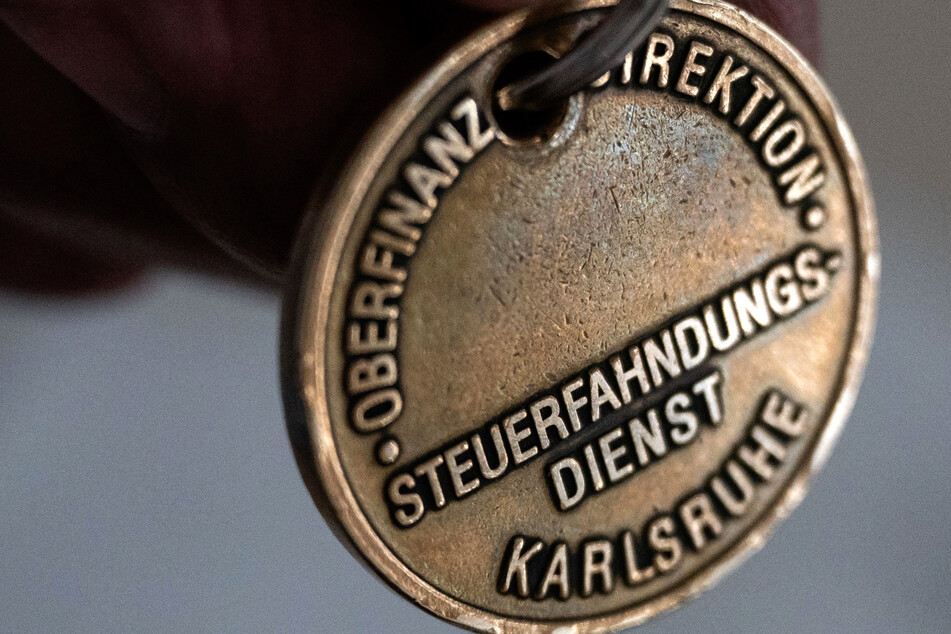 • OBERFINANZDIREKTION •
STEUERFAHNDUNGS-
DIENST
KARLSRUHE